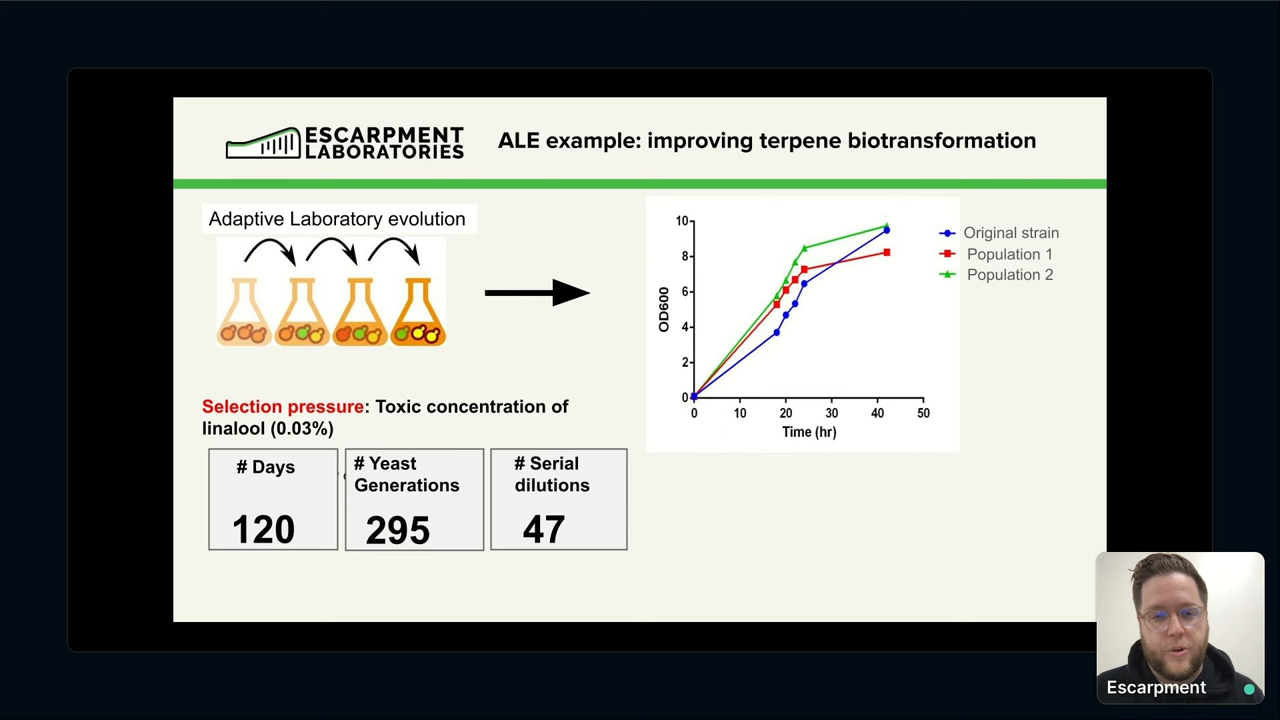 ESCARPMENT
LABORATORIES
ALE example: improving terpene biotransformation
Adaptive Laboratory evolution
Selection pressure: Toxic concentration of
linalool (0.03%)
# Days
120
# Yeast
Generations
295
# Serial
dilutions
47
10
8
6
4
2
0
OD600
0 10 20 30 40 50
Time (hr)
Original strain
Population 1
Population 2
Escarpment